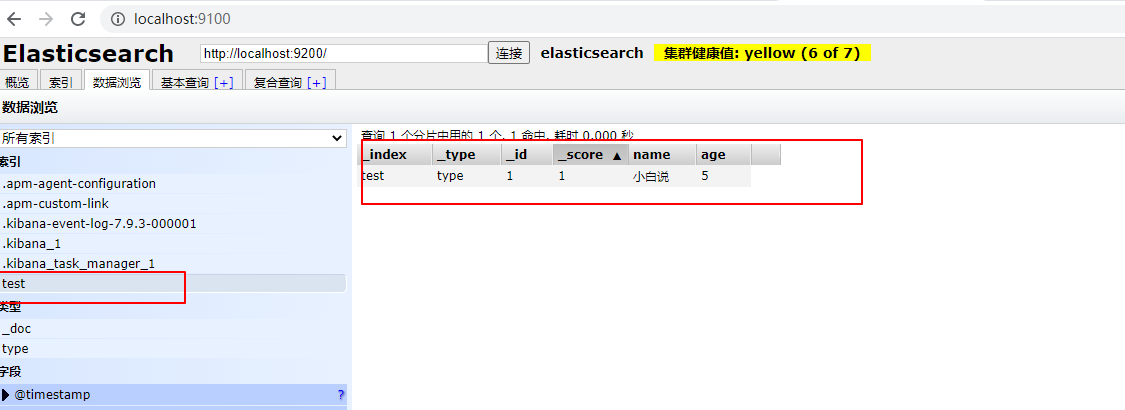 localhost:9100
Elasticsearch http://localhost:9200/ 连接 elasticsearch 集群健康值: yellow (6 of 7)
概览 索引 数据浏览 基本查询 [+] 复合查询 [+]
数据浏览
所有索引
查询 1 个分片中用的 1 个. 1 命中. 耗时 0.000 秒
_index _type _id _score ▲ name age
test type 1 1 小白说 5
索引
.apm-agent-configuration
.apm-custom-link
.kibana-event-log-7.9.3-000001
.kibana_1
.kibana_task_manager_1
test
类型
_doc
type
字段
@timestamp ?